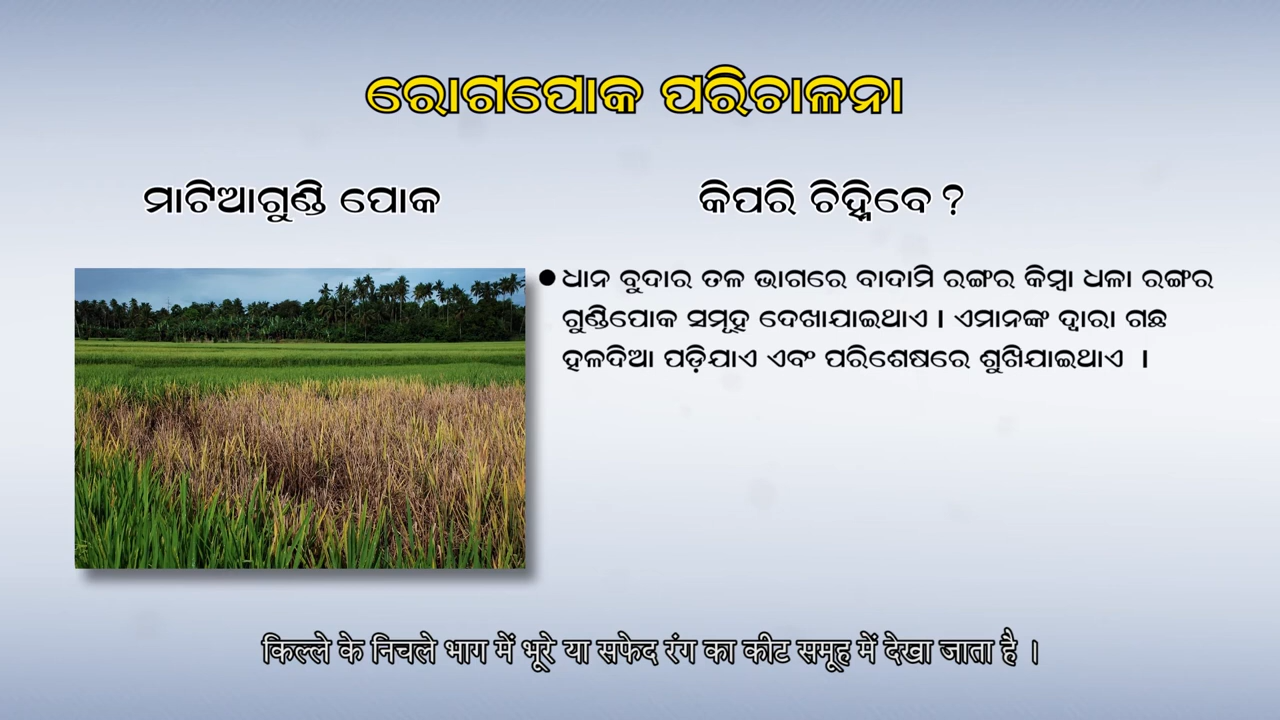 ରୋଗପୋକ ପରିଚାଳନା
ମାଟିଆଗୁଣ୍ଡି ପୋକ
କିପରି ଚିହ୍ନିବେ ?
● ଧାନ ବୁଦାର ତଳ ଭାଗରେ ବାଦାମି ରଙ୍ଗର କିମ୍ବା ଧଳା ରଙ୍ଗର
ଗୁଣ୍ଡିପୋକ ସମୂହ ଦେଖାଯାଇଥାଏ । ଏମାନଙ୍କ ଦ୍ୱାରା ଗଛ
ହଳଦିଆ ପଡ଼ିଯାଏ ଏବଂ ପରିଶେଷରେ ଶୁଖିଯାଇଥାଏ ।
किल्ले के निचले भाग में भूरे या सफेद रंग का कीट समूह में देखा जाता है ।